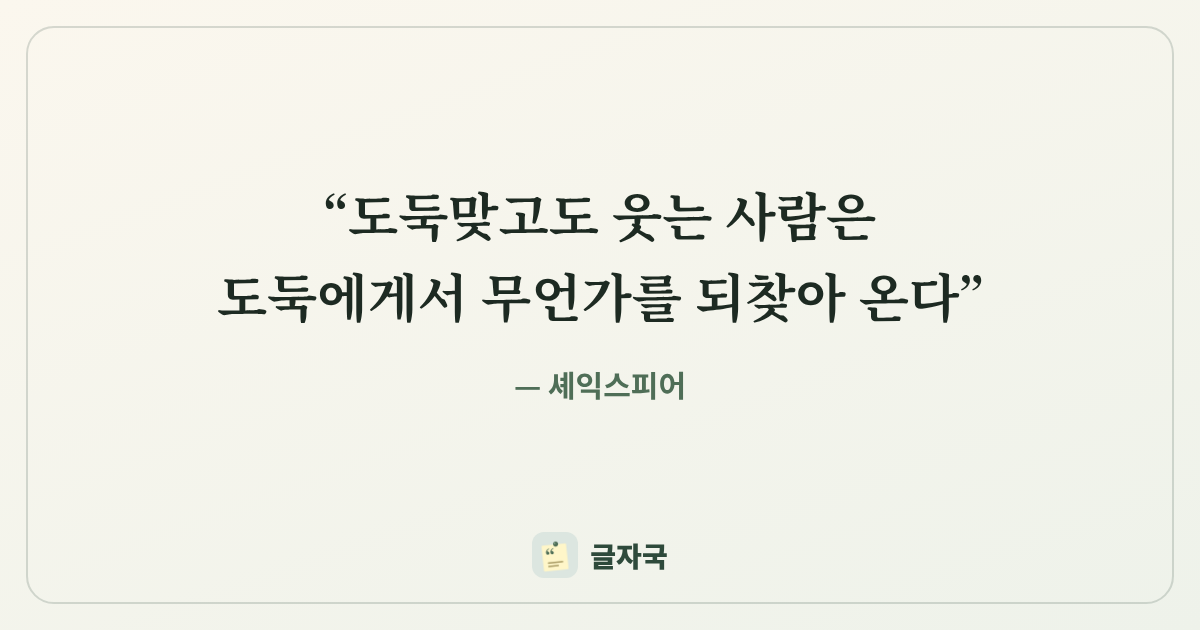 “도둑맞고도 웃는 사람은
도둑에게서 무언가를 되찾아 온다”
— 셰익스피어
글자국